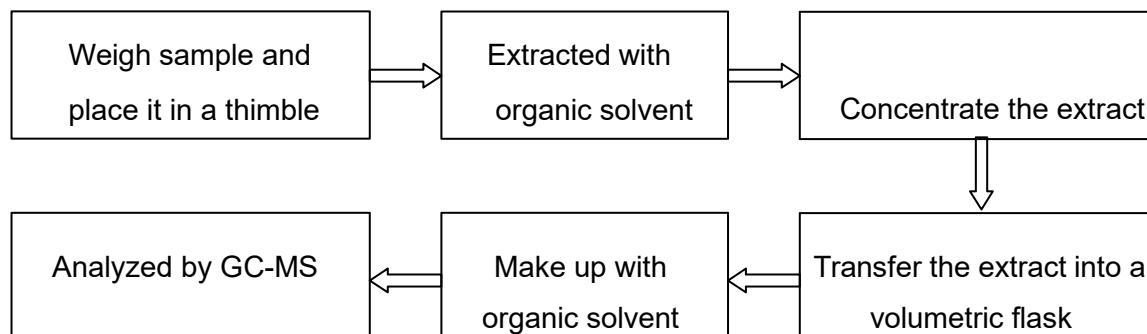 Weigh sample and
place it in a thimble
Extracted with
organic solvent
Concentrate the extract
Transfer the extract into a
volumetric flask
Make up with
organic solvent
Analyzed by GC-MS